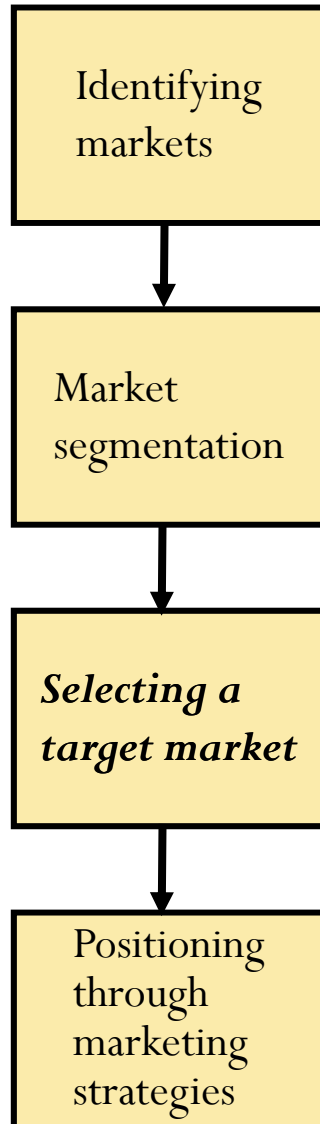 Identifying
markets
Market
segmentation
Selecting a
target market
Positioning
through
marketing
strategies